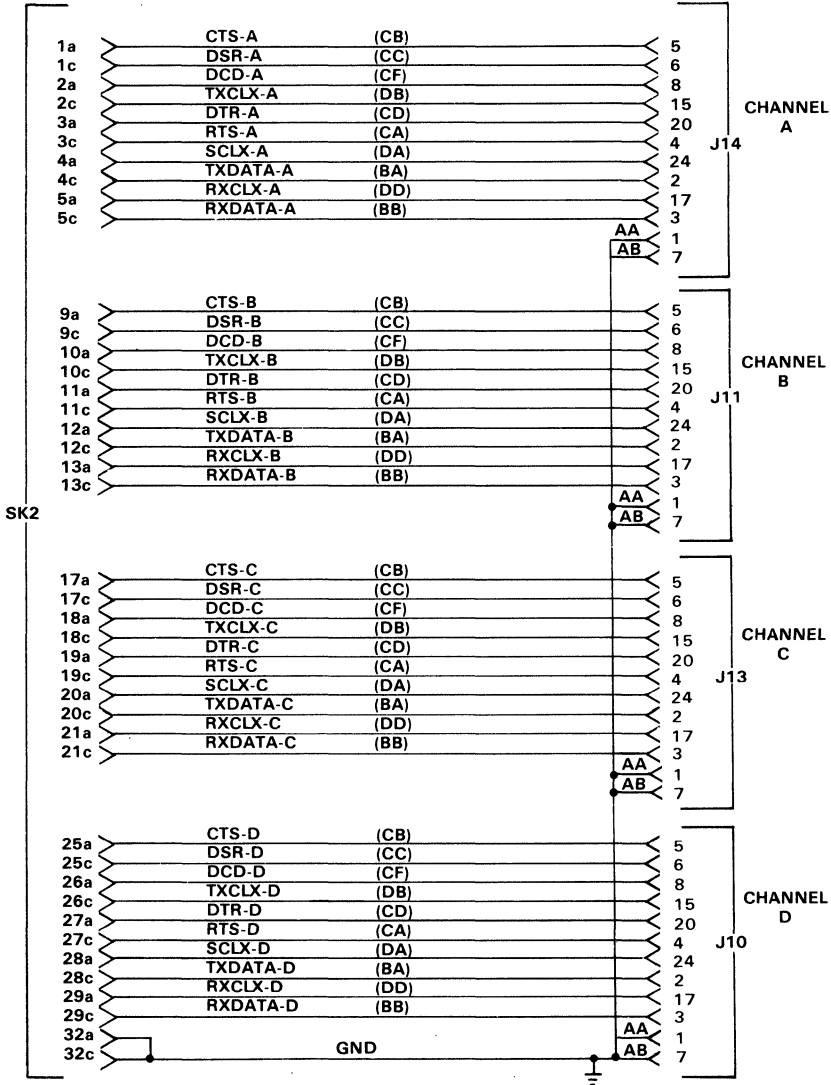 1a CTS-A (CB) 5
1c DSR-A (CC) 6
2a DCD-A (CF) 8
2c TXCLX-A (DB) 15
3a DTR-A (CD) 20
3c RTS-A (CA) 4
4a SCLX-A (DA) 24
4c TXDATA-A (BA) 2
5a RXCLX-A (DD) 17
5c RXDATA-A (BB) 3
AA 1
AB 7
J14
CHANNEL
A
9a CTS-B (CB) 5
9c DSR-B (CC) 6
10a DCD-B (CF) 8
10c TXCLX-B (DB) 15
11a DTR-B (CD) 20
11c RTS-B (CA) 4
12a SCLX-B (DA) 24
12c TXDATA-B (BA) 2
13a RXCLX-B (DD) 17
13c RXDATA-B (BB) 3
AA 1
AB 7
J11
CHANNEL
B
SK2
17a CTS-C (CB) 5
17c DSR-C (CC) 6
18a DCD-C (CF) 8
18c TXCLX-C (DB) 15
19a DTR-C (CD) 20
19c RTS-C (CA) 4
20a SCLX-C (DA) 24
20c TXDATA-C (BA) 2
21a RXCLX-C (DD) 17
21c RXDATA-C (BB) 3
AA 1
AB 7
J13
CHANNEL
C
25a CTS-D (CB) 5
25c DSR-D (CC) 6
26a DCD-D (CF) 8
26c TXCLX-D (DB) 15
27a DTR-D (CD) 20
27c RTS-D (CA) 4
28a SCLX-D (DA) 24
28c TXDATA-D (BA) 2
29a RXCLX-D (DD) 17
29c RXDATA-D (BB) 3
32a AA 1
32c GND AB 7
J10
CHANNEL
D